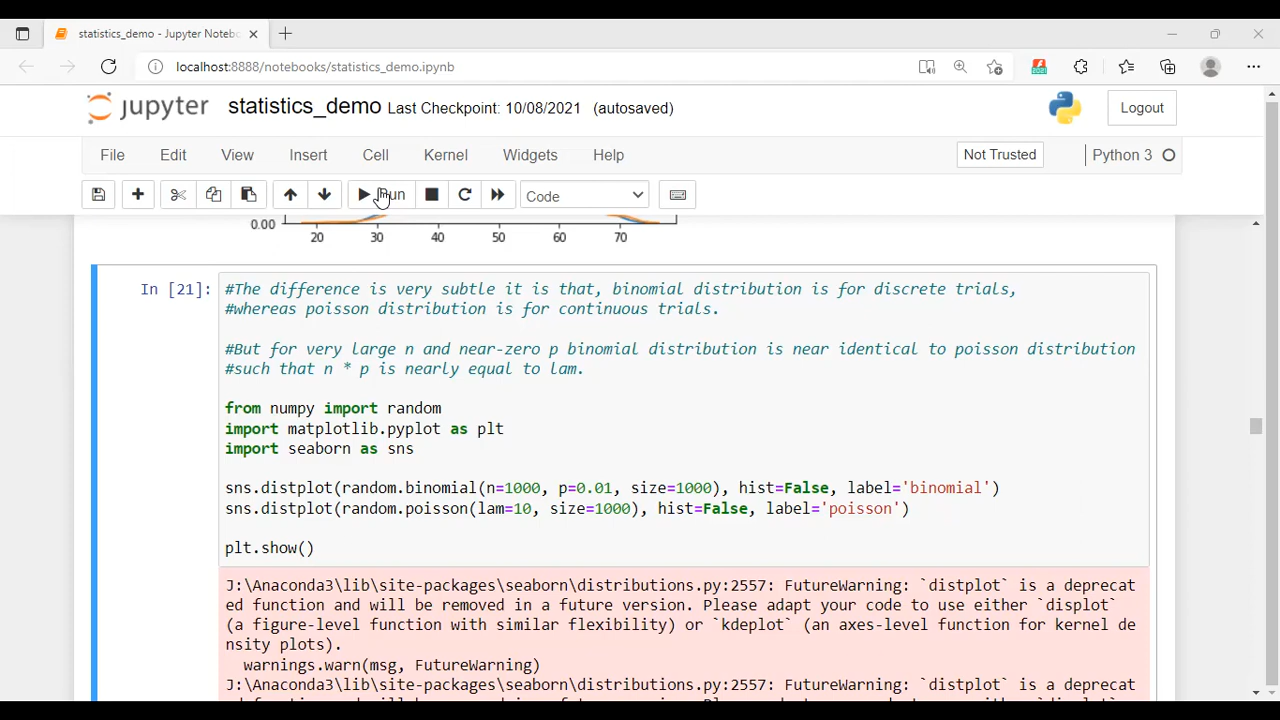 statistics_demo - Jupyter Noteb
localhost:8888/notebooks/statistics_demo.ipynb
jupyter statistics_demo Last Checkpoint: 10/08/2021 (autosaved) Logout
File Edit View Insert Cell Kernel Widgets Help Not Trusted Python 3
Run Code
0.00
20 30 40 50 60 70
In [21]: #The difference is very subtle it is that, binomial distribution is for discrete trials,
#whereas poisson distribution is for continuous trials.
#But for very large n and near-zero p binomial distribution is near identical to poisson distribution
#such that n * p is nearly equal to lam.
from numpy import random
import matplotlib.pyplot as plt
import seaborn as sns
sns.distplot(random.binomial(n=1000, p=0.01, size=1000), hist=False, label='binomial')
sns.distplot(random.poisson(lam=10, size=1000), hist=False, label='poisson')
plt.show()
J:\Anaconda3\lib\site-packages\seaborn\distributions.py:2557: FutureWarning: `distplot` is a deprecat
ed function and will be removed in a future version. Please adapt your code to use either `displot`
(a figure-level function with similar flexibility) or `kdeplot` (an axes-level function for kernel de
nsity plots).
warnings.warn(msg, FutureWarning)
J:\Anaconda3\lib\site-packages\seaborn\distributions.py:2557: FutureWarning: `distplot` is a deprecat